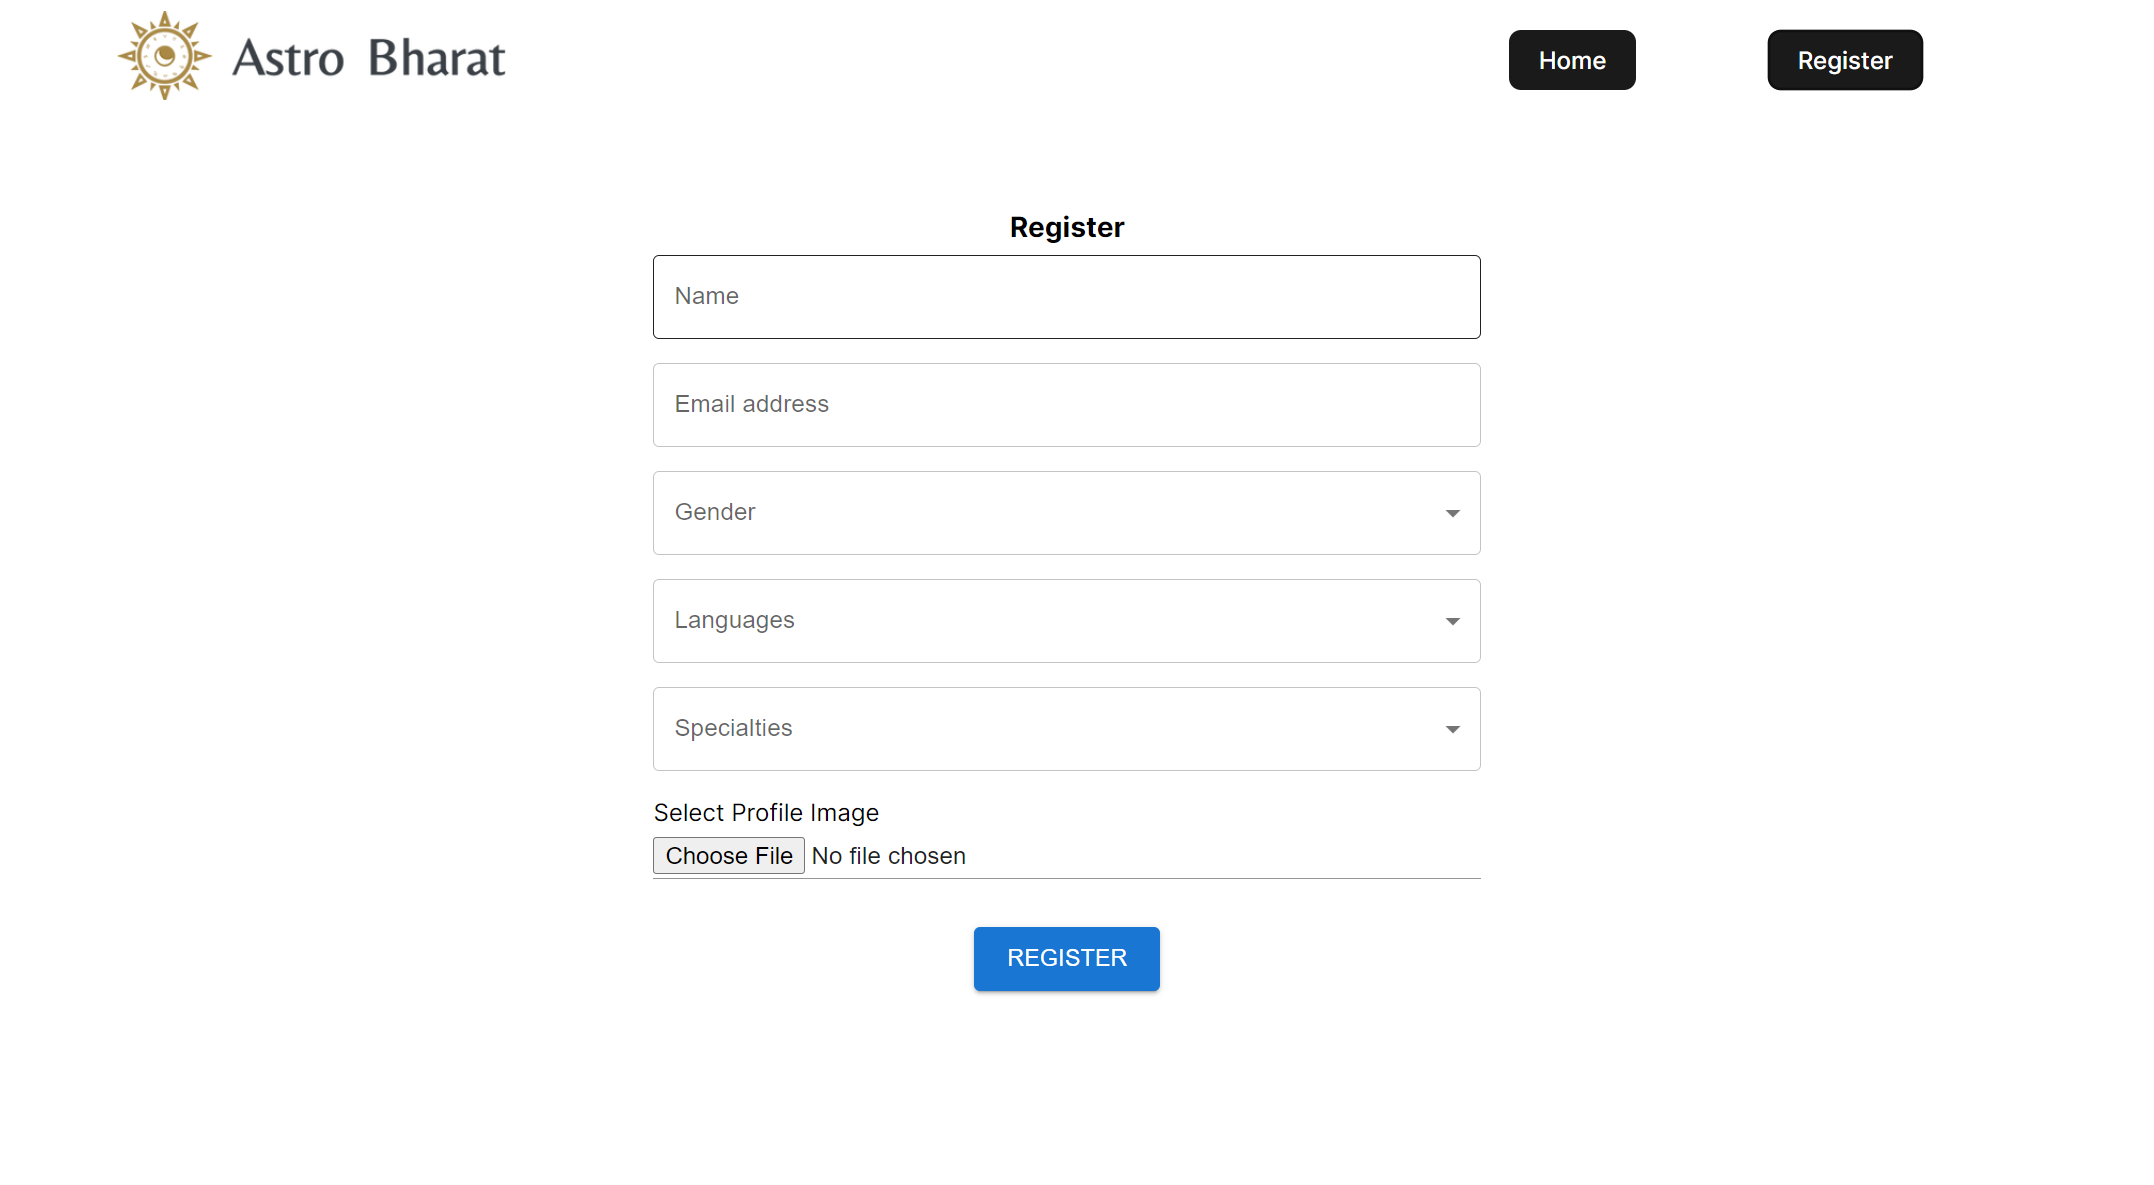 Astro Bharat
Home
Register
Register
Name
Email address
Gender
Languages
Specialties
Select Profile Image
Choose File No file chosen
REGISTER